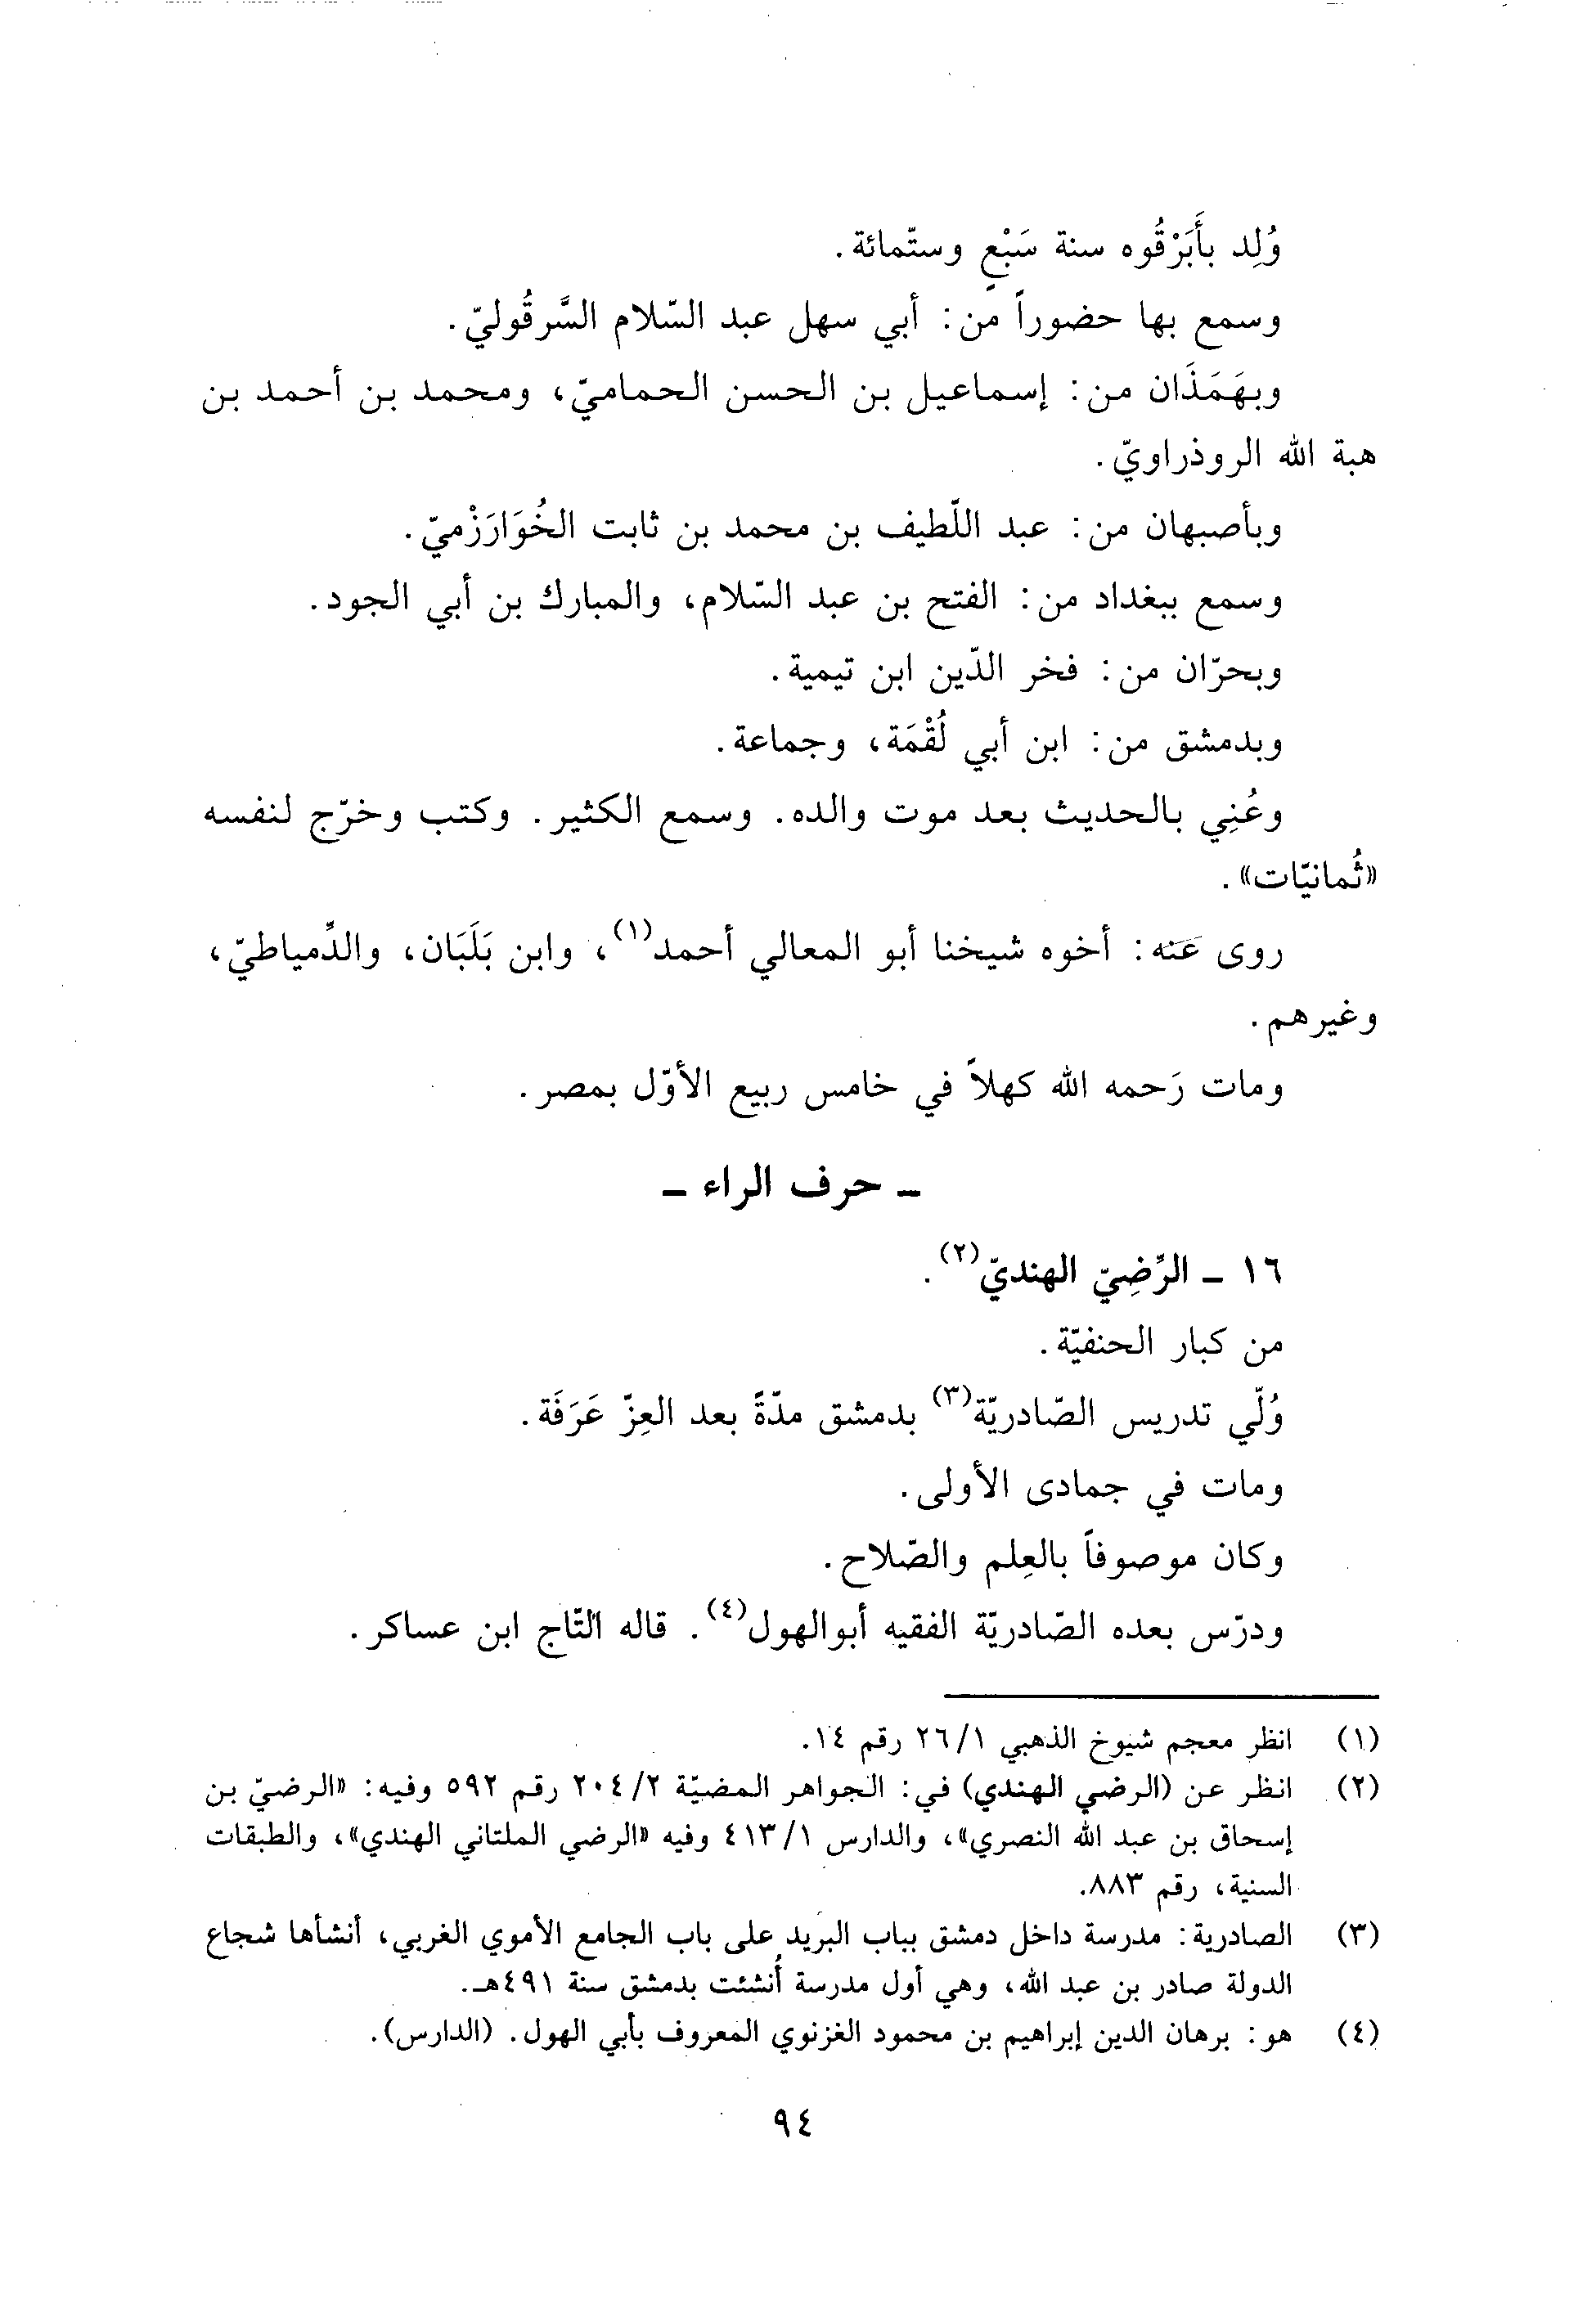 وُلِد بأَبَرْقُوه سنة سَبْعٍ وستّمائة.
وسمع بها حضوراً من: أبي سهل عبد السّلام السَّرقُوليّ.
وبهَمَذَان من: إسماعيل بن الحسن الحماميّ، ومحمد بن أحمد بن
هبة الله الروذراويّ.
وبأصبهان من: عبد اللّطيف بن محمد بن ثابت الخُوَارَزْميّ.
وسمع ببغداد من: الفتح بن عبد السّلام، والمبارك بن أبي الجود.
وبحرّان من: فخر الدّين ابن تيمية.
وبدمشق من: ابن أبي لُقْمَة، وجماعة.
وعُنِي بالحديث بعد موت والده. وسمع الكثير. وكتب وخرّج لنفسه
«ثُمانيّات».
روى عَنه: أخوه شيخنا أبو المعالي أحمد(١)، وابن بَلَبَان، والدِّمياطيّ،
وغيرهم.
ومات رَحمه الله كهلاً في خامس ربيع الأوّل بمصر.
ـ حرف الراء ـ
١٦ ـ الرِّضِيّ الهنديّ(٢).
من كبار الحنفيّة.
وُلّي تدريس الصّادريّة(٣) بدمشق مدّةً بعد العِزّ عَرَفَة.
ومات في جمادى الأولى.
وكان موصوفاً بالعِلم والصّلاح.
ودرّس بعده الصّادريّة الفقيه أبوالهول(٤). قاله التّاج ابن عساكر.
(١) انظر معجم شيوخ الذهبي ٢٦/١ رقم ١٤.
(٢) انظر عن (الرضي الهندي) في: الجواهر المضيّة ٢٠٤/٢ رقم ٥٩٢ وفيه: «الرضيّ بن
إسحاق بن عبد الله النصري»، والدارس ٤١٣/١ وفيه «الرضي الملتاني الهندي»، والطبقات
السنية، رقم ٨٨٣.
(٣) الصادرية: مدرسة داخل دمشق بباب البريد على باب الجامع الأموي الغربي، أنشأها شجاع
الدولة صادر بن عبد الله، وهي أول مدرسة أُنشئت بدمشق سنة ٤٩١هـ.
(٤) هو: برهان الدين إبراهيم بن محمود الغزنوي المعروف بأبي الهول. (الدارس).
٩٤